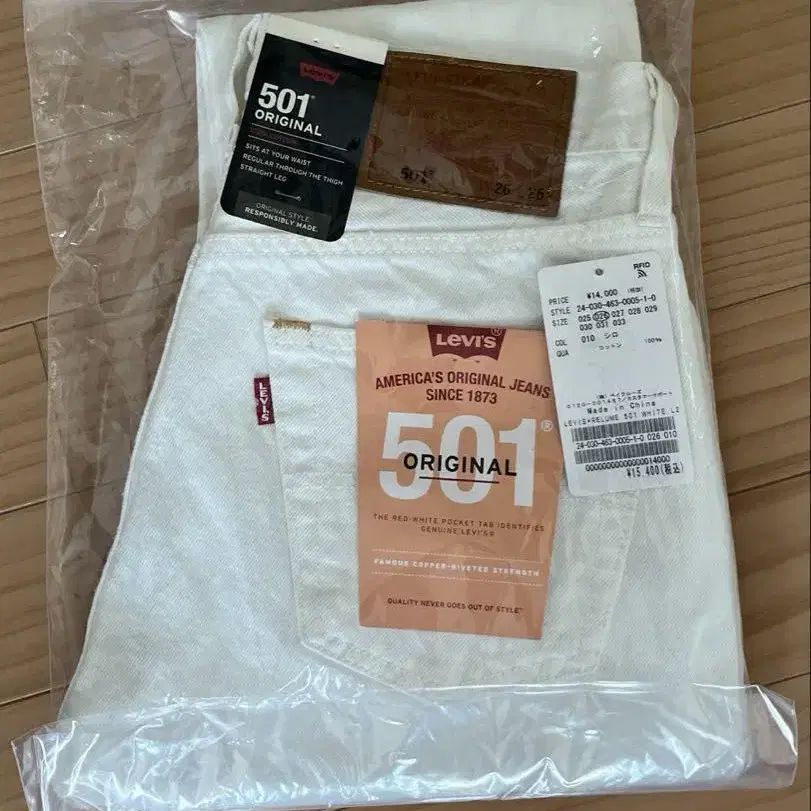 LEVI'S
501®
ORIGINAL
SITS AT YOUR WAIST
REGULAR THROUGH THE THIGH
STRAIGHT LEG
ORIGINAL STYLE
RESPONSIBLY MADE.
501
26 26
LEVI'S
LEVI'S®
AMERICA'S ORIGINAL JEANS
SINCE 1873
501®
ORIGINAL
THE RED-WHITE POCKET TAB IDENTIFIES
GENUINE LEVI'S®
FAMOUS COPPER-RIVETED STRENGTH
QUALITY NEVER GOES OUT OF STYLE
RFID
PRICE ¥14,000 (税抜)
STYLE 24-030-463-0005-1-0
SIZE 025 026 027 028 029
030 031 033
COL 010 シロ
QUA コットン 100%
Made in China
LEVIS*RELUME 501 WHITE L2
24-030-463-0005-1-0 026 010
¥15,400(税込)